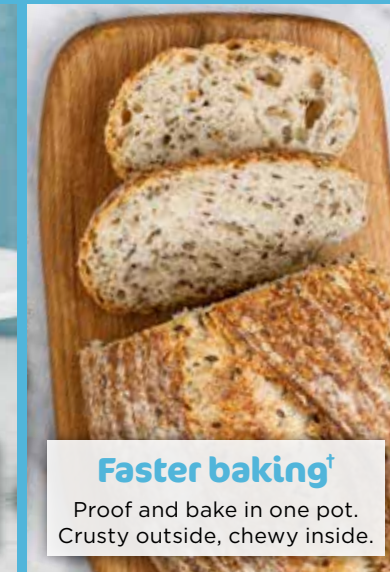 Faster baking†
Proof and bake in one pot.
Crusty outside, chewy inside.